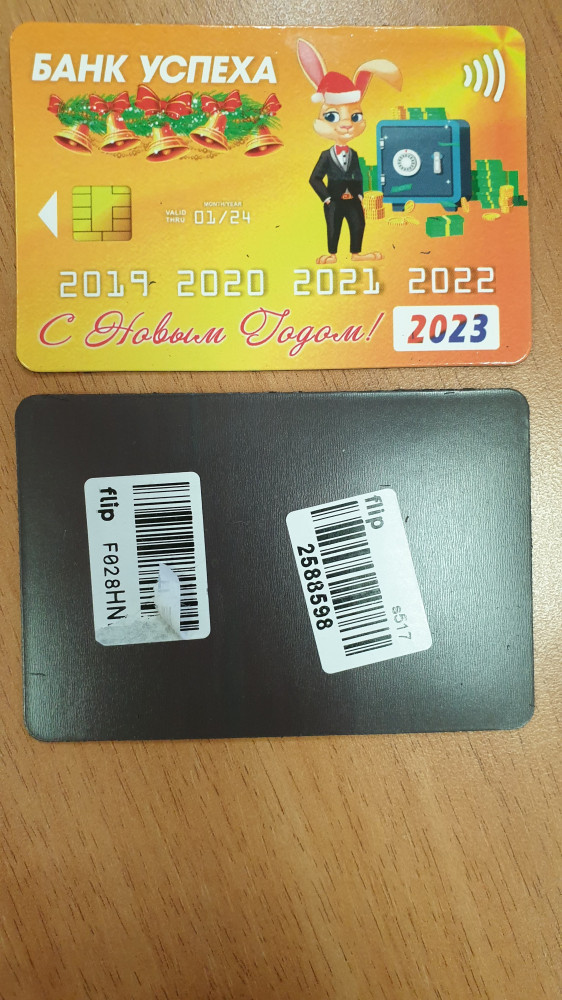 БАНК УСПЕХА
VALID THRU
MONTH/YEAR
01/24
2019 2020 2021 2022
С Новым Годом! 2023
flip
F028HN
flip
2588598
s517